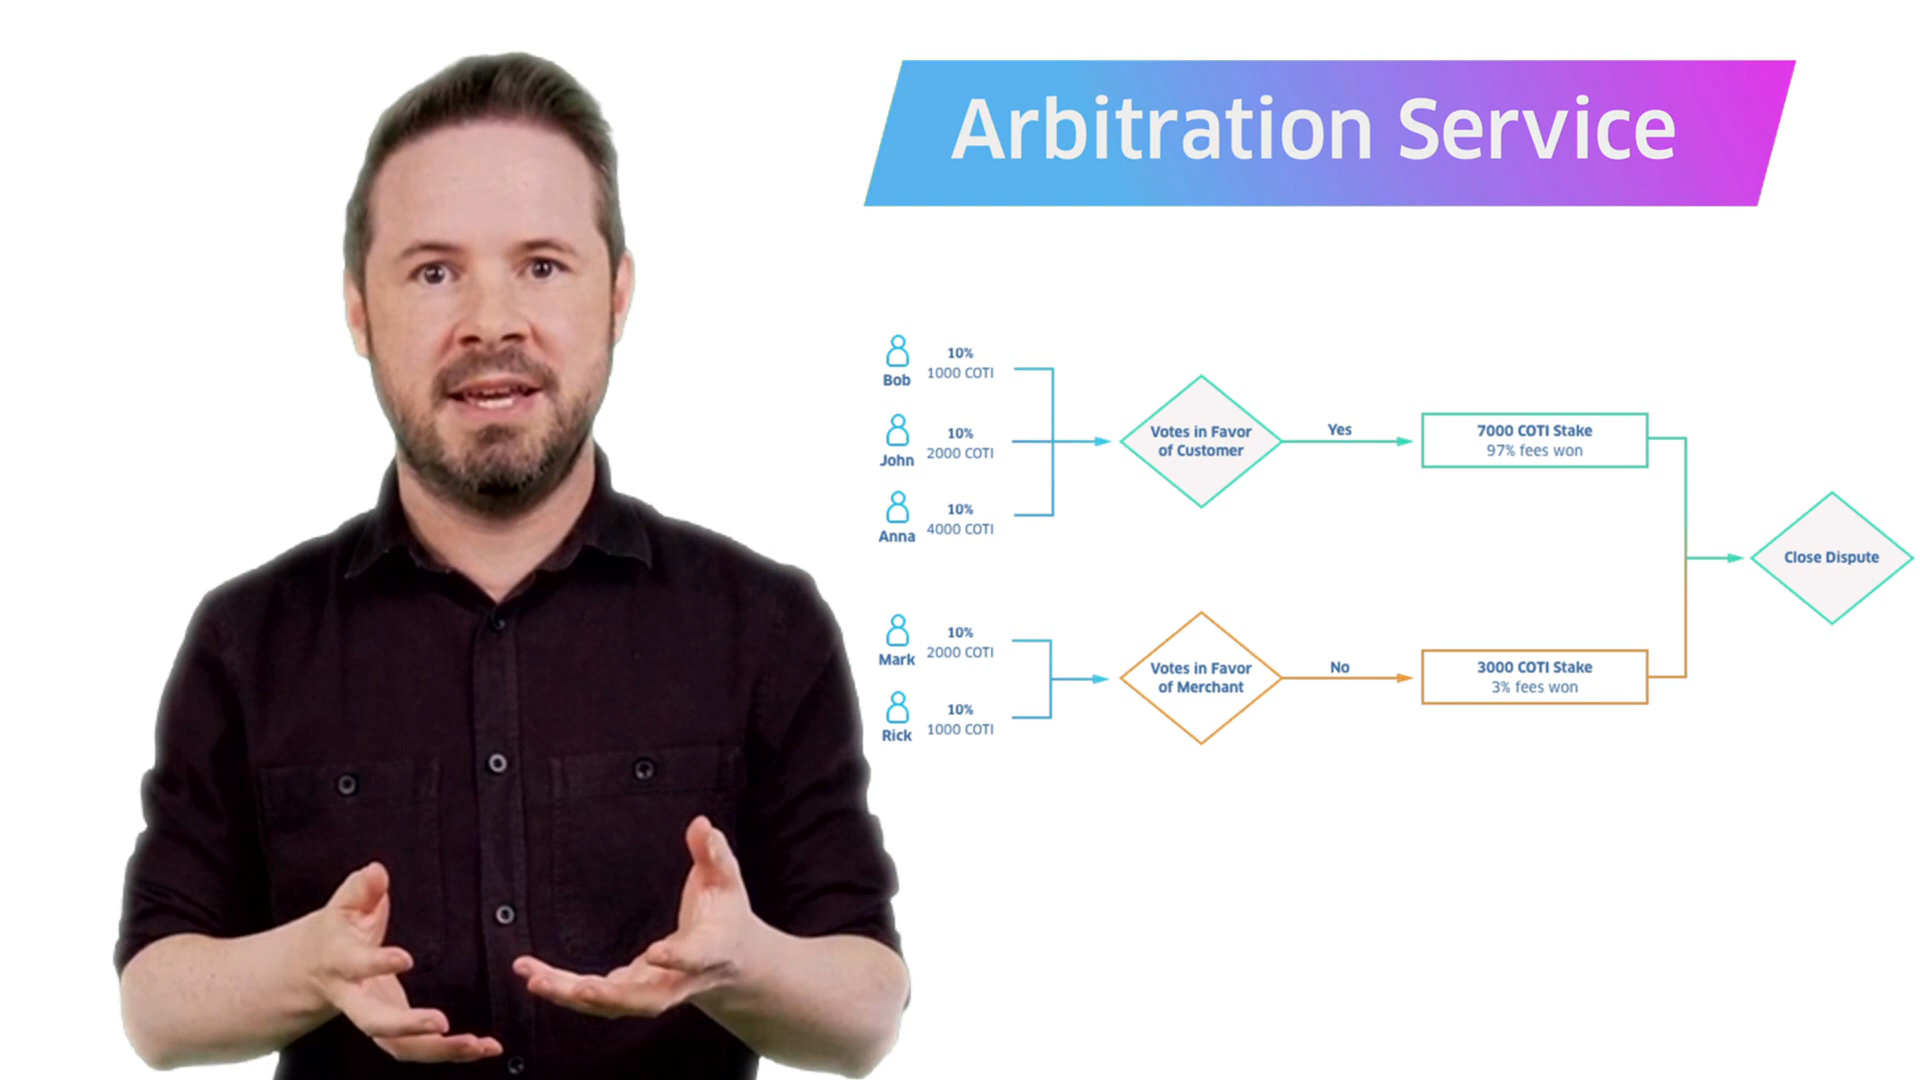 Arbitration Service
10%
1000 COTI
Bob
10%
2000 COTI
John
10%
4000 COTI
Anna
Votes in Favor
of Customer
Yes
7000 COTI Stake
97% fees won
Close Dispute
10%
2000 COTI
Mark
10%
1000 COTI
Rick
Votes in Favor
of Merchant
No
3000 COTI Stake
3% fees won